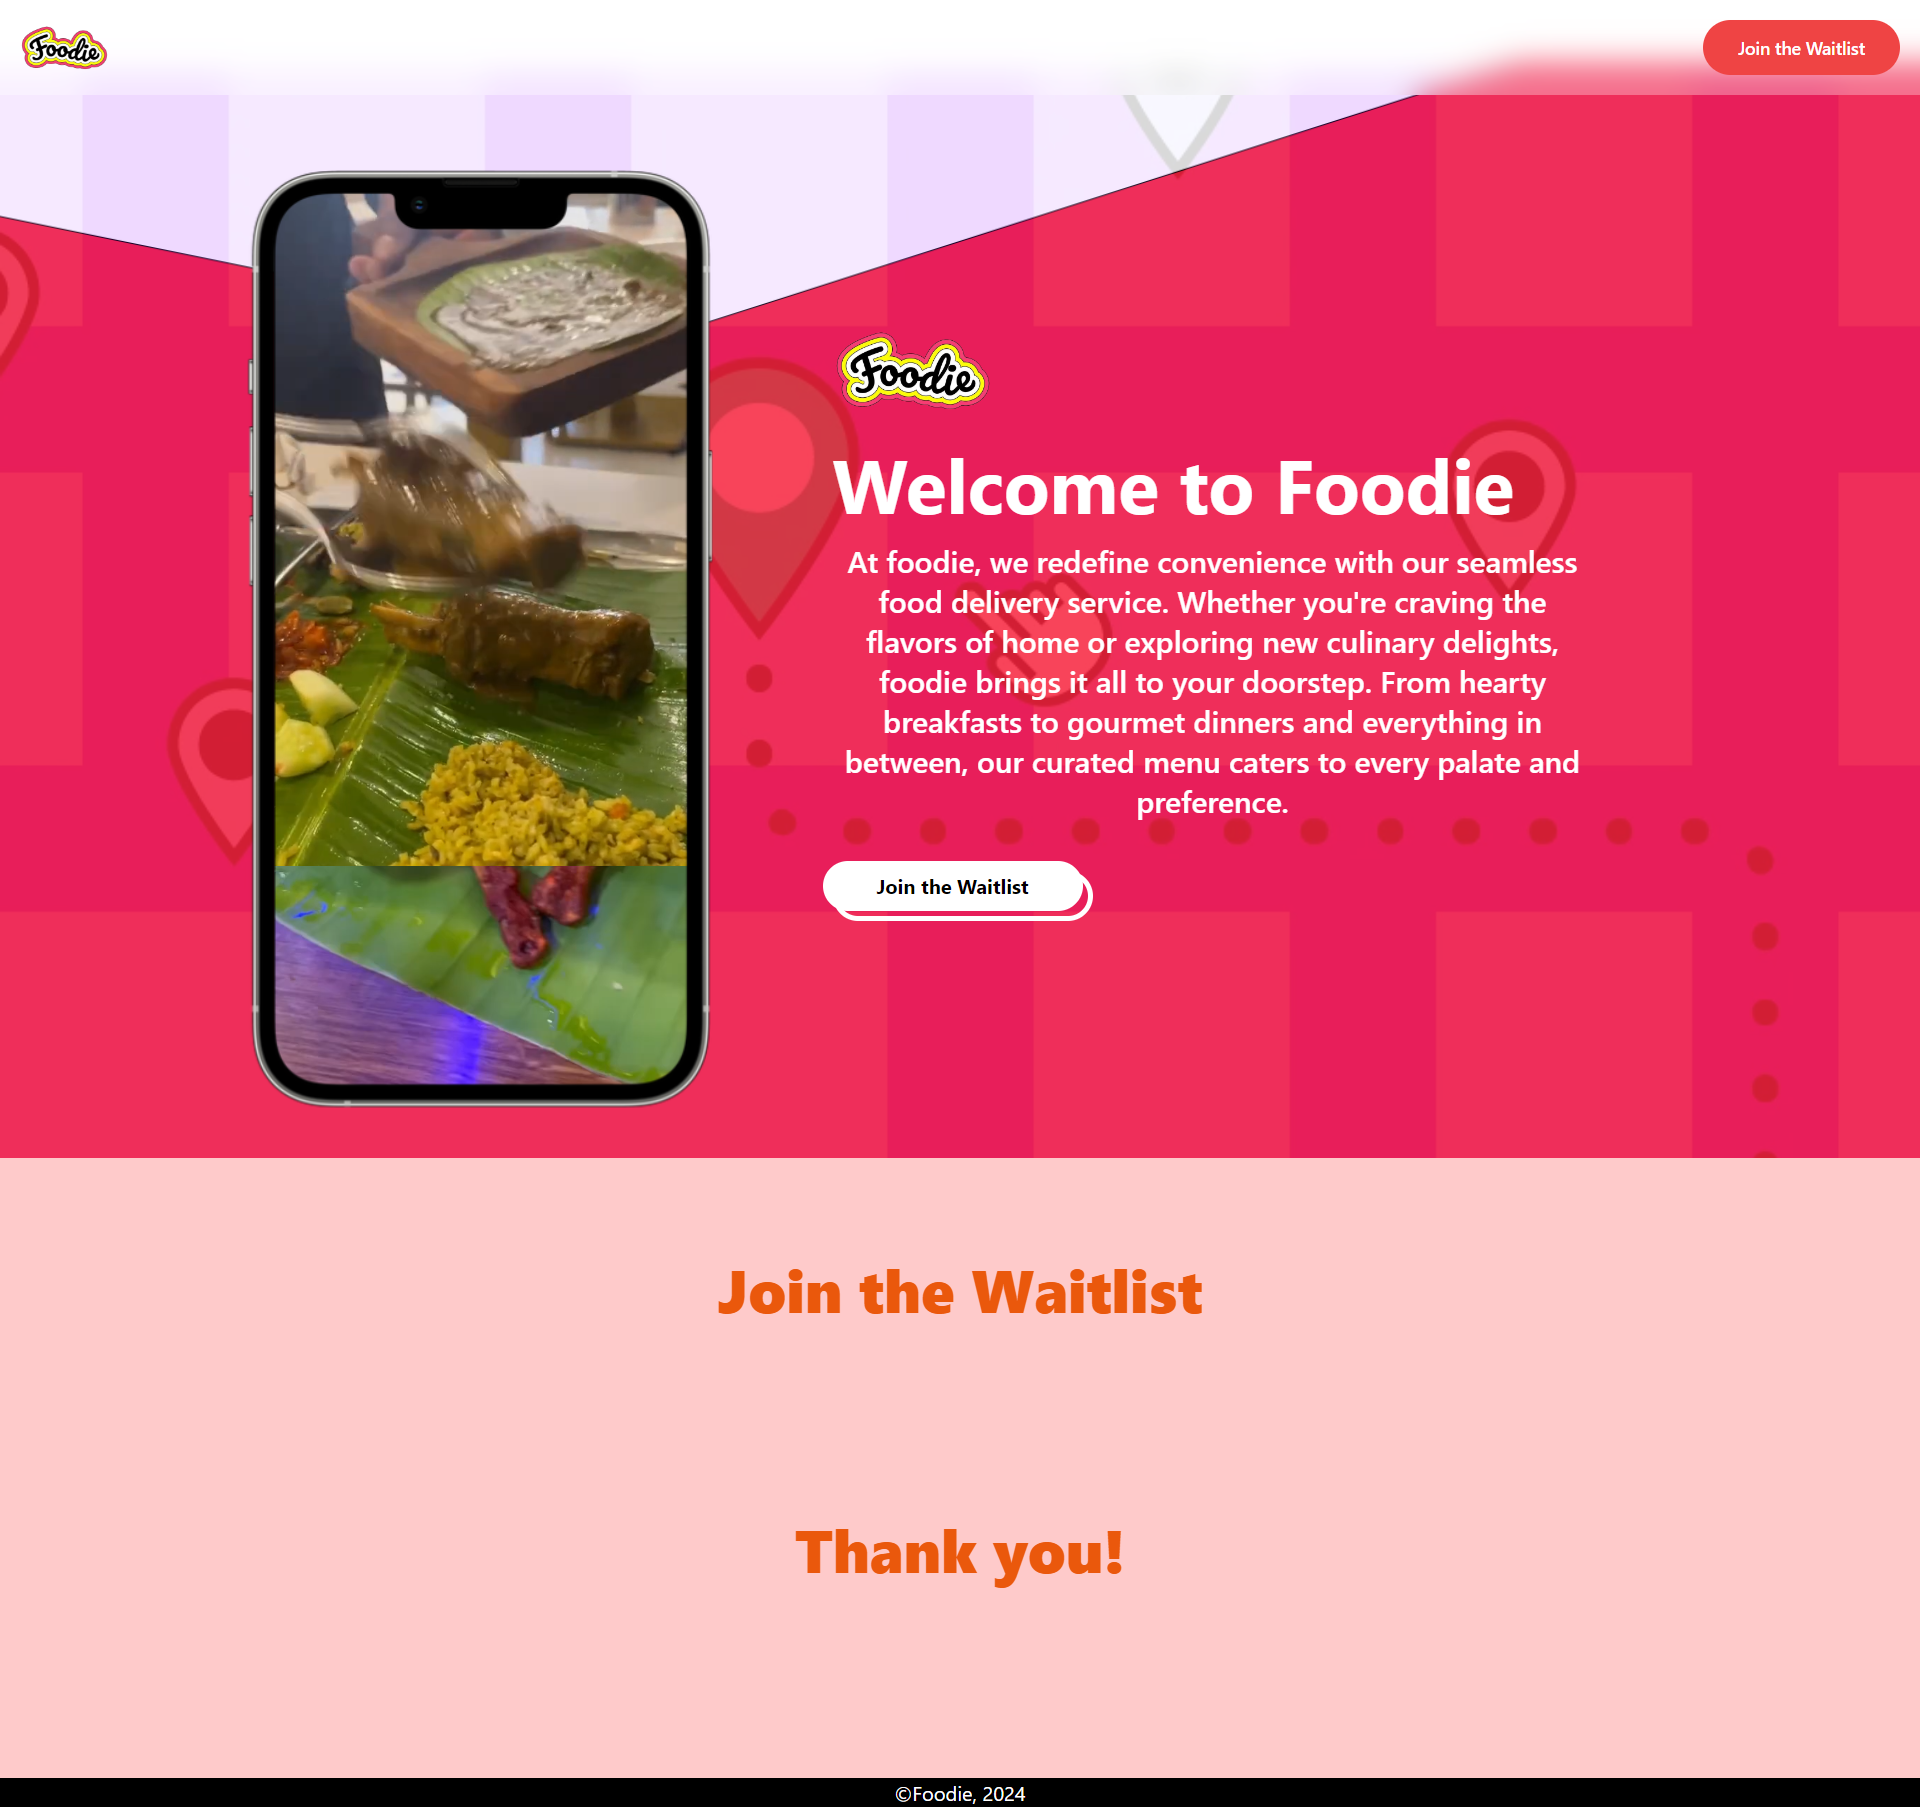 Foodie
Join the Waitlist
Foodie
Welcome to Foodie
At foodie, we redefine convenience with our seamless
food delivery service. Whether you're craving the
flavors of home or exploring new culinary delights,
foodie brings it all to your doorstep. From hearty
breakfasts to gourmet dinners and everything in
between, our curated menu caters to every palate and
preference.
Join the Waitlist
Join the Waitlist
Thank you!
©Foodie, 2024